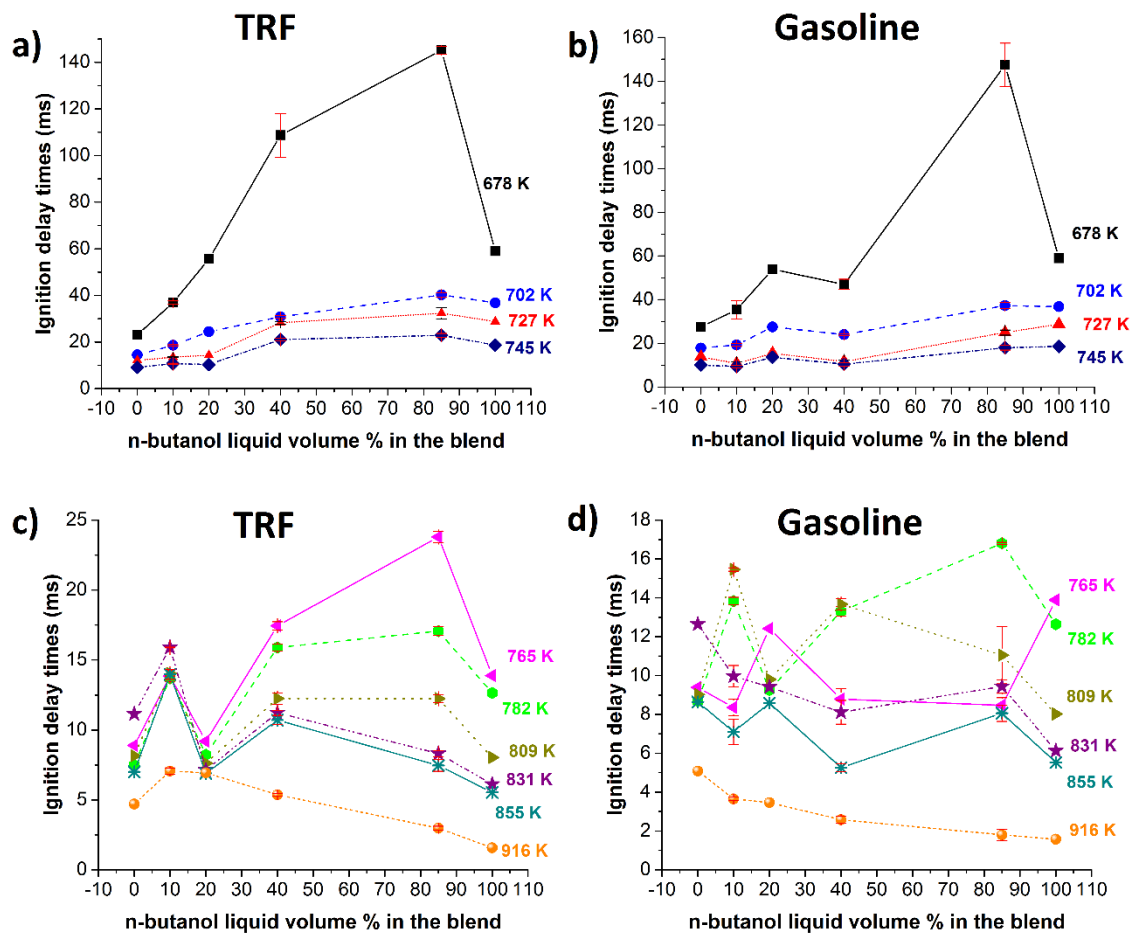 a)
TRF
Ignition delay times (ms)
140
120
100
80
60
40
20
0
678 K
702 K
727 K
745 K
-10 0 10 20 30 40 50 60 70 80 90 100 110
n-butanol liquid volume % in the blend
b)
Gasoline
Ignition delay times (ms)
160
140
120
100
80
60
40
20
0
678 K
702 K
727 K
745 K
-10 0 10 20 30 40 50 60 70 80 90 100 110
n-butanol liquid volume % in the blend
c)
TRF
Ignition delay times (ms)
25
20
15
10
5
0
765 K
782 K
809 K
831 K
855 K
916 K
-10 0 10 20 30 40 50 60 70 80 90 100 110
n-butanol liquid volume % in the blend
d)
Gasoline
Ignition delay times (ms)
18
16
14
12
10
8
6
4
2
0
765 K
782 K
809 K
831 K
855 K
916 K
-10 0 10 20 30 40 50 60 70 80 90 100 110
n-butanol liquid volume % in the blend